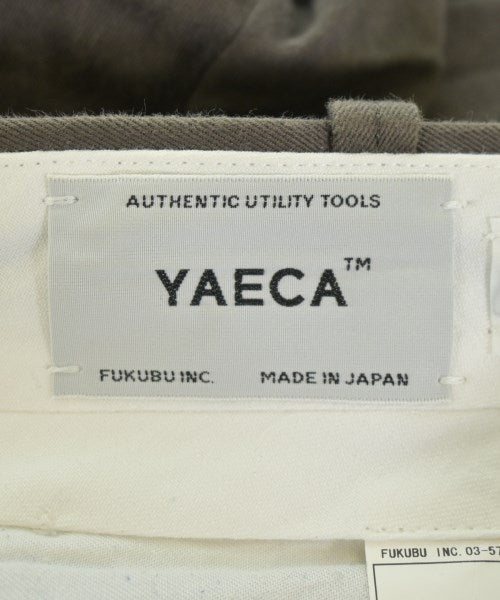 AUTHENTIC UTILITY TOOLS
YAECA™
FUKUBU INC. MADE IN JAPAN
FUKUBU INC. 03-57